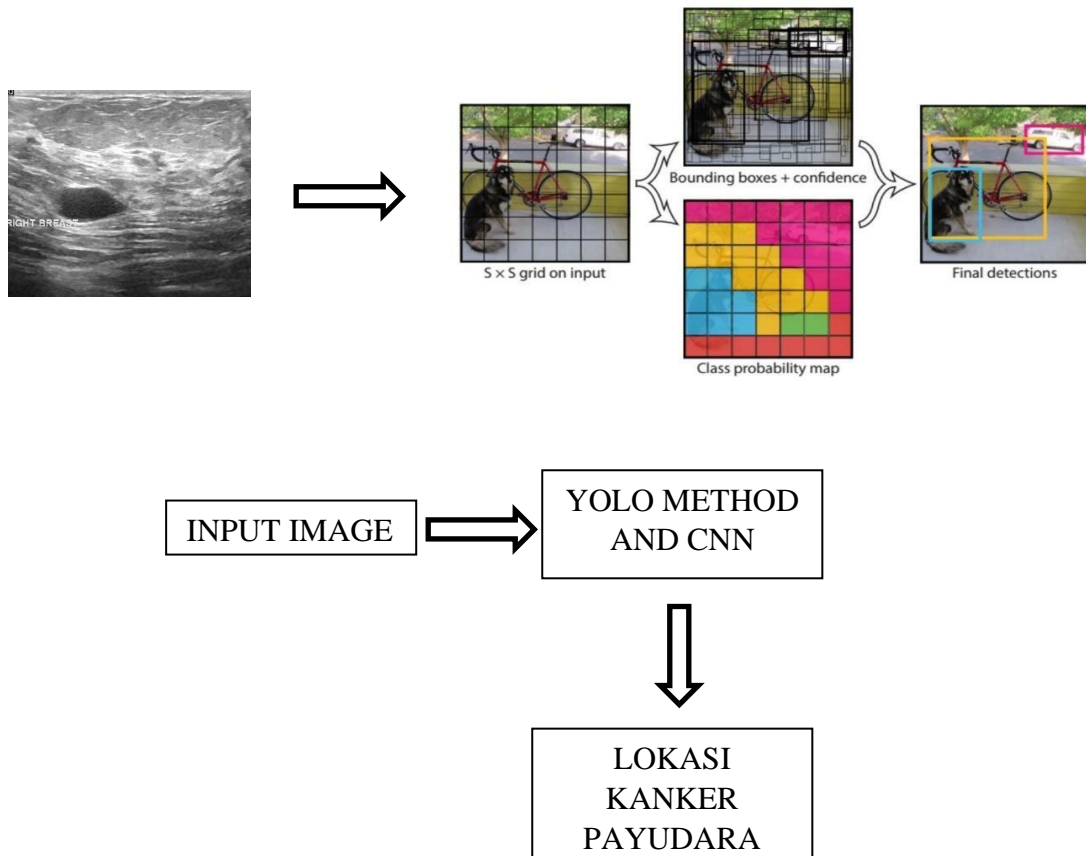 RIGHT BREAST
Bounding boxes + confidence
S × S grid on input
Final detections
Class probability map
INPUT IMAGE
YOLO METHOD
AND CNN
LOKASI
KANKER
PAYUDARA